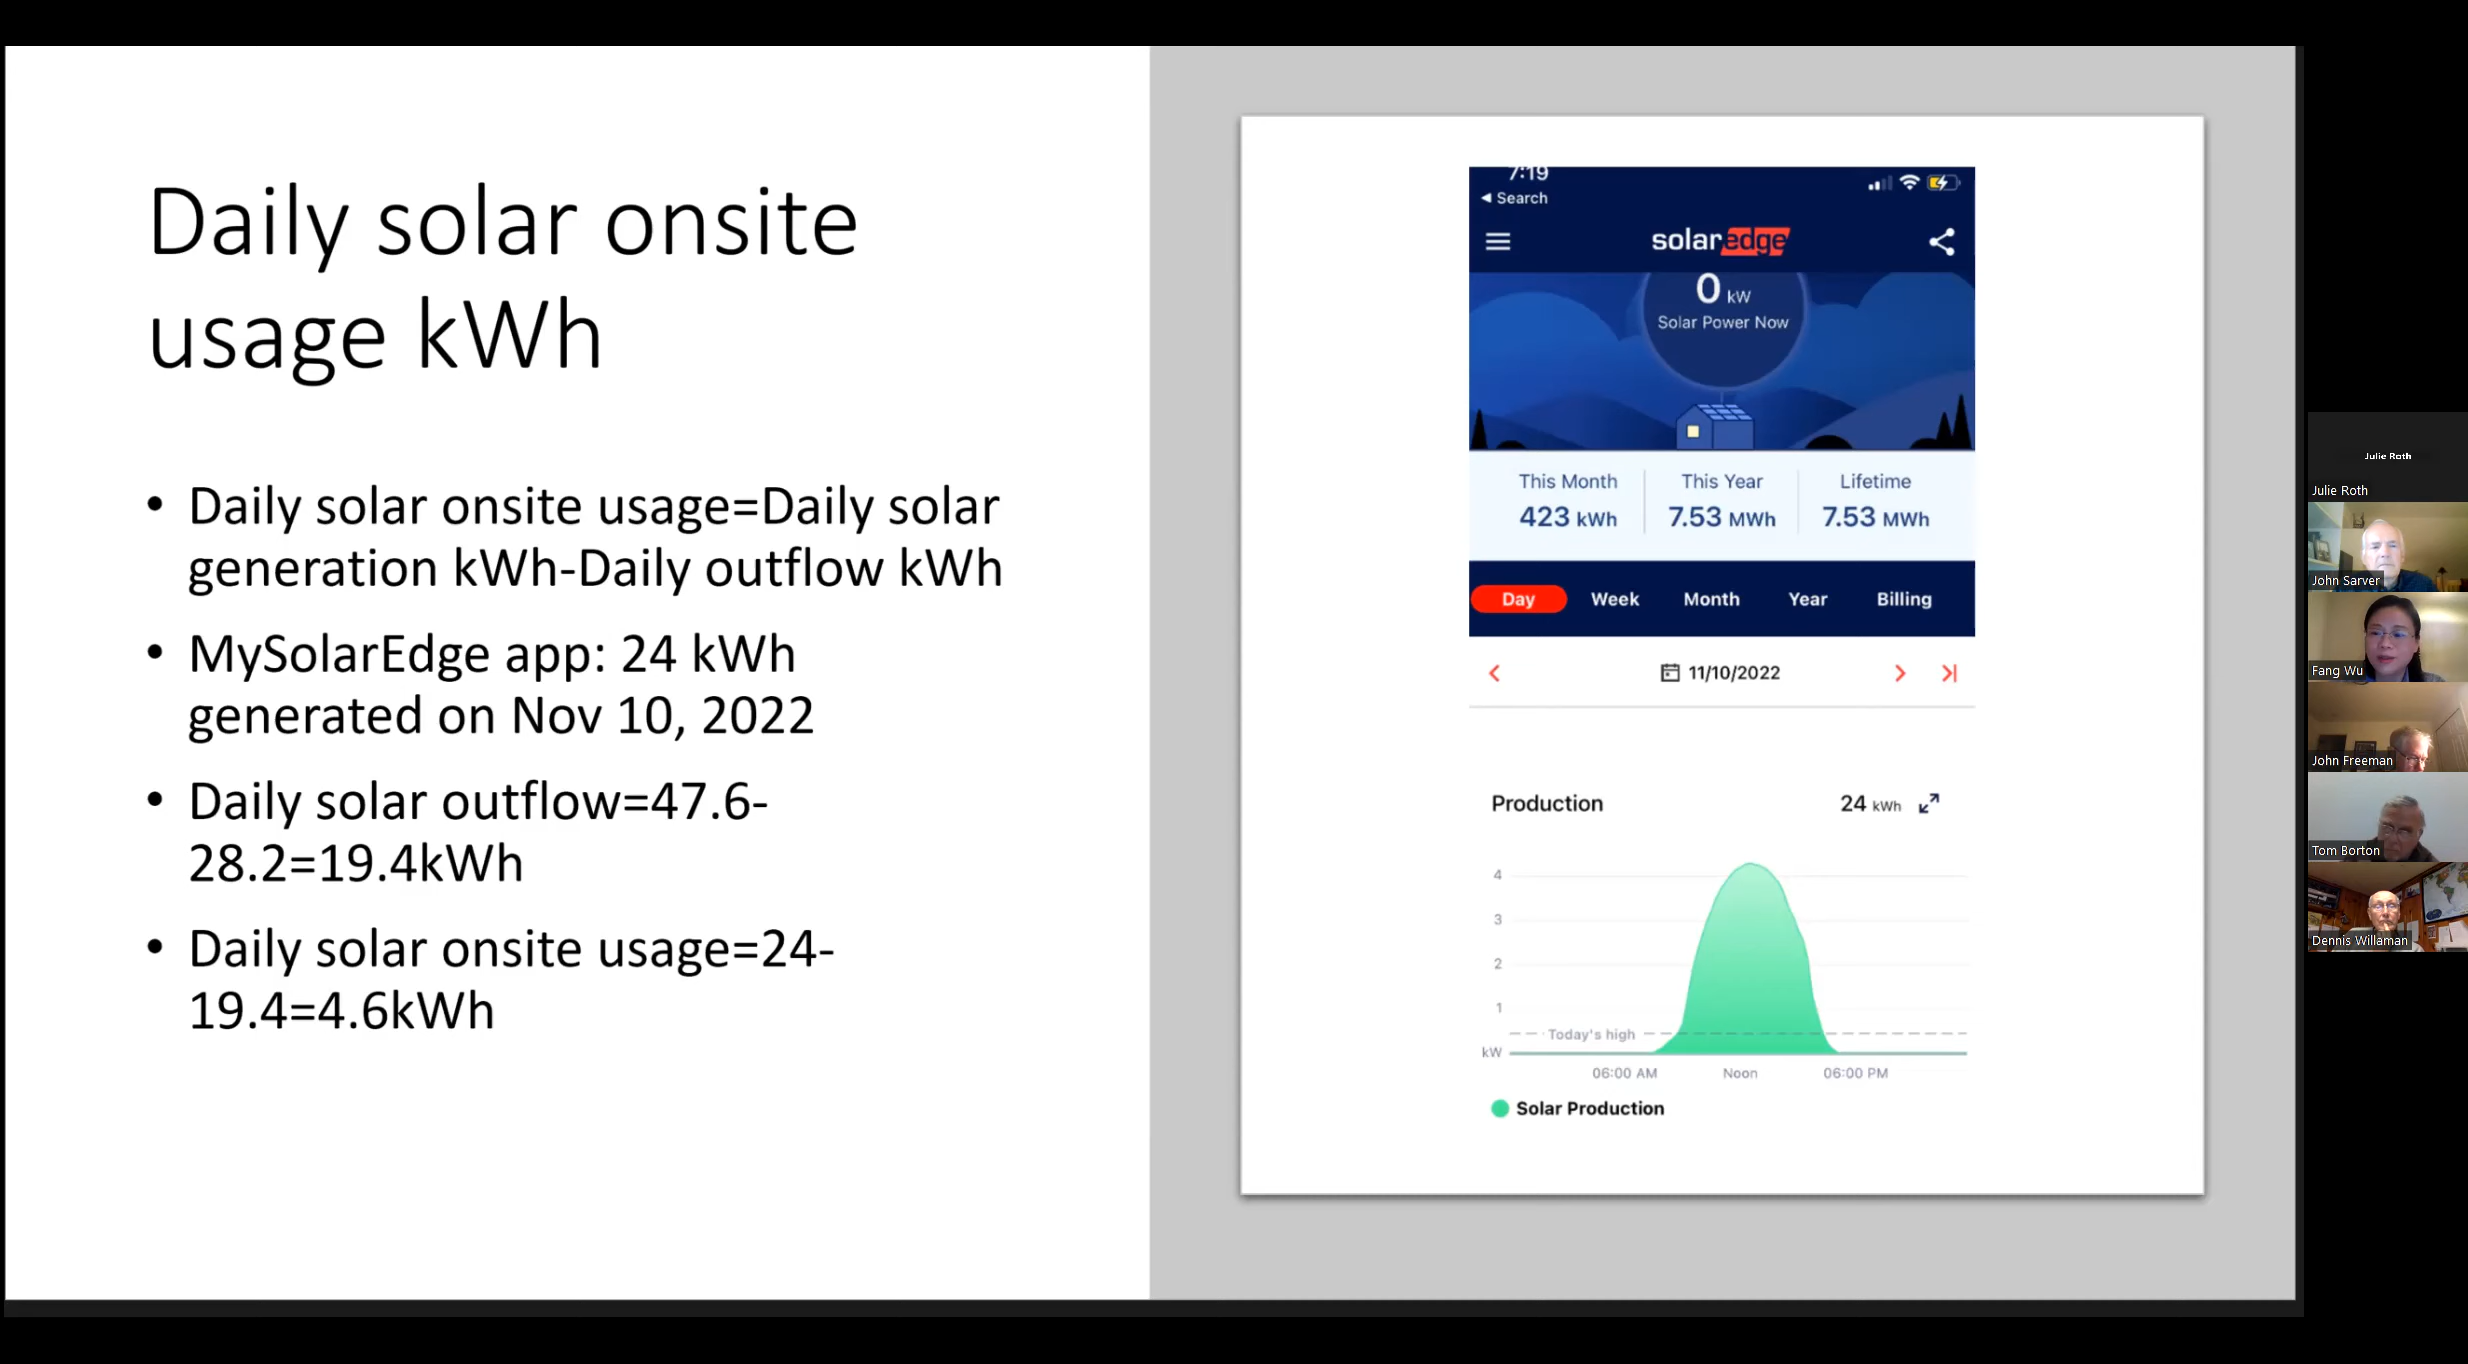 Daily solar onsite
usage kWh
• Daily solar onsite usage=Daily solar
generation kWh-Daily outflow kWh
• MySolarEdge app: 24 kWh
generated on Nov 10, 2022
• Daily solar outflow=47.6-
28.2=19.4kWh
• Daily solar onsite usage=24-
19.4=4.6kWh
7:19
Search
solaredge
0 kW
Solar Power Now
This Month This Year Lifetime
423 kWh 7.53 MWh 7.53 MWh
Day Week Month Year Billing
11/10/2022
Production 24 kWh
4
3
2
1
Today's high
kW
06:00 AM Noon 06:00 PM
Solar Production
Julie Roth
Julie Roth
John Sarver
Fang Wu
John Freeman
Tom Borton
Dennis Willaman